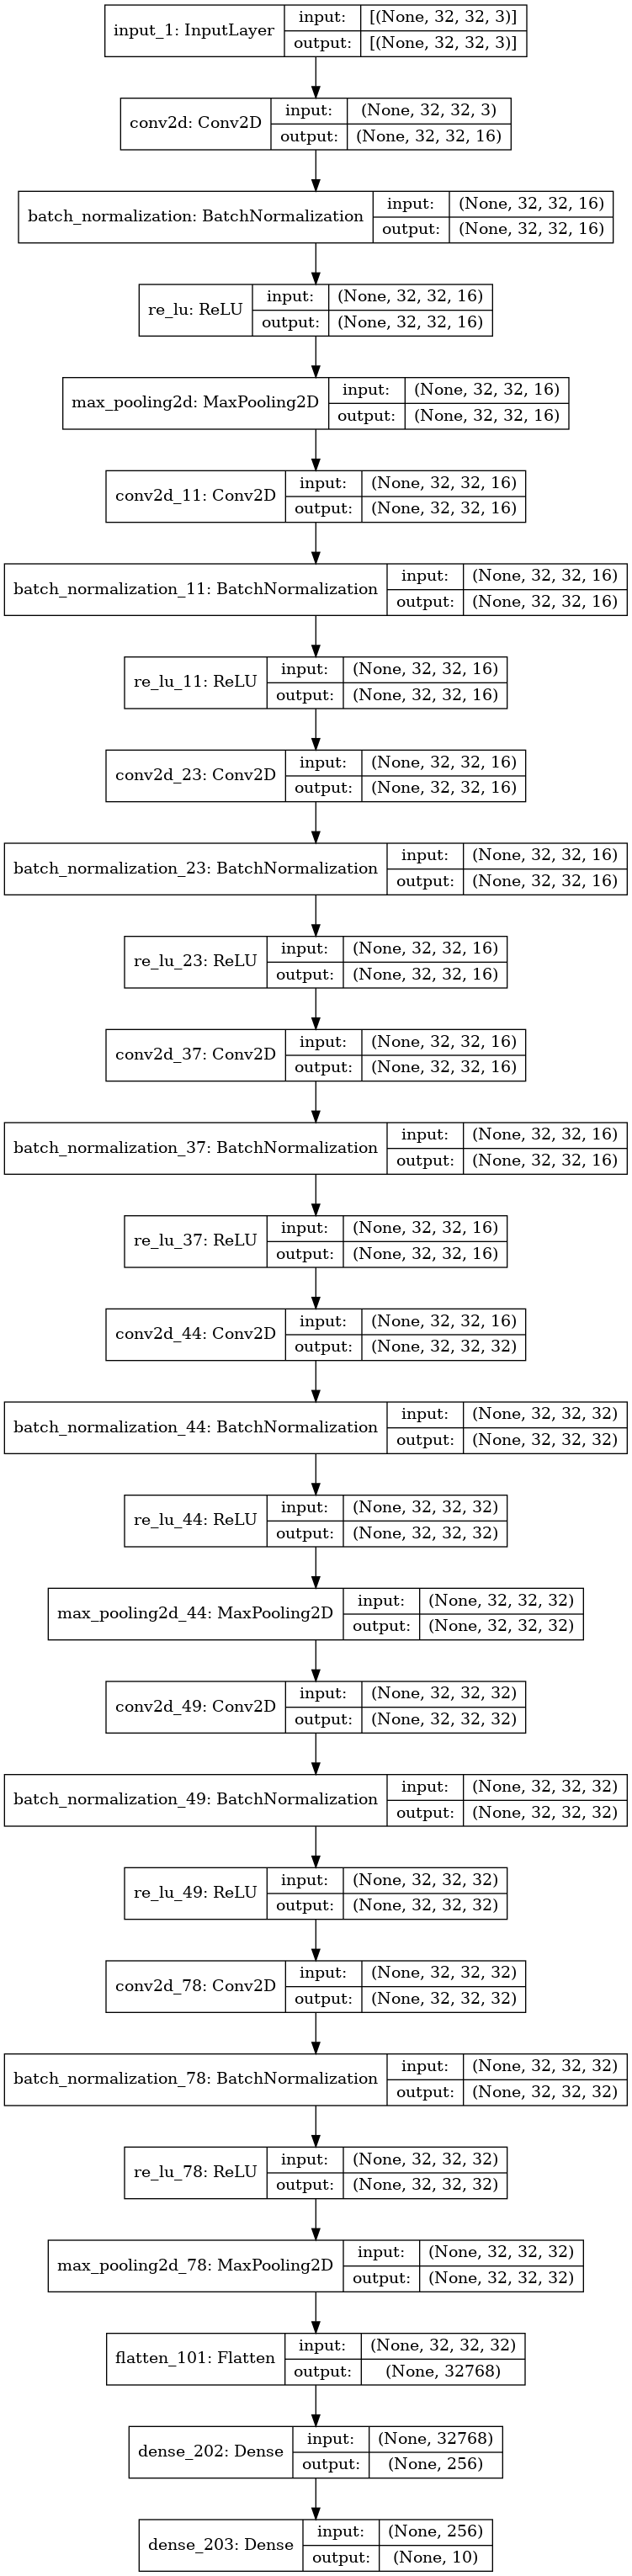 input_1: InputLayer
input: [(None, 32, 32, 3)]
output: [(None, 32, 32, 3)]
conv2d: Conv2D
input: (None, 32, 32, 3)
output: (None, 32, 32, 16)
batch_normalization: BatchNormalization
input: (None, 32, 32, 16)
output: (None, 32, 32, 16)
re_lu: ReLU
input: (None, 32, 32, 16)
output: (None, 32, 32, 16)
max_pooling2d: MaxPooling2D
input: (None, 32, 32, 16)
output: (None, 32, 32, 16)
conv2d_11: Conv2D
input: (None, 32, 32, 16)
output: (None, 32, 32, 16)
batch_normalization_11: BatchNormalization
input: (None, 32, 32, 16)
output: (None, 32, 32, 16)
re_lu_11: ReLU
input: (None, 32, 32, 16)
output: (None, 32, 32, 16)
conv2d_23: Conv2D
input: (None, 32, 32, 16)
output: (None, 32, 32, 16)
batch_normalization_23: BatchNormalization
input: (None, 32, 32, 16)
output: (None, 32, 32, 16)
re_lu_23: ReLU
input: (None, 32, 32, 16)
output: (None, 32, 32, 16)
conv2d_37: Conv2D
input: (None, 32, 32, 16)
output: (None, 32, 32, 16)
batch_normalization_37: BatchNormalization
input: (None, 32, 32, 16)
output: (None, 32, 32, 16)
re_lu_37: ReLU
input: (None, 32, 32, 16)
output: (None, 32, 32, 16)
conv2d_44: Conv2D
input: (None, 32, 32, 16)
output: (None, 32, 32, 32)
batch_normalization_44: BatchNormalization
input: (None, 32, 32, 32)
output: (None, 32, 32, 32)
re_lu_44: ReLU
input: (None, 32, 32, 32)
output: (None, 32, 32, 32)
max_pooling2d_44: MaxPooling2D
input: (None, 32, 32, 32)
output: (None, 32, 32, 32)
conv2d_49: Conv2D
input: (None, 32, 32, 32)
output: (None, 32, 32, 32)
batch_normalization_49: BatchNormalization
input: (None, 32, 32, 32)
output: (None, 32, 32, 32)
re_lu_49: ReLU
input: (None, 32, 32, 32)
output: (None, 32, 32, 32)
conv2d_78: Conv2D
input: (None, 32, 32, 32)
output: (None, 32, 32, 32)
batch_normalization_78: BatchNormalization
input: (None, 32, 32, 32)
output: (None, 32, 32, 32)
re_lu_78: ReLU
input: (None, 32, 32, 32)
output: (None, 32, 32, 32)
max_pooling2d_78: MaxPooling2D
input: (None, 32, 32, 32)
output: (None, 32, 32, 32)
flatten_101: Flatten
input: (None, 32, 32, 32)
output: (None, 32768)
dense_202: Dense
input: (None, 32768)
output: (None, 256)
dense_203: Dense
input: (None, 256)
output: (None, 10)